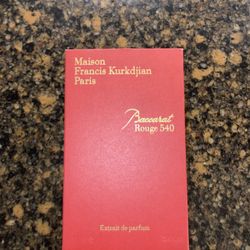 Maison
Francis Kurkdjian
Paris
Baccarat
Rouge 540
Extrait de parfum